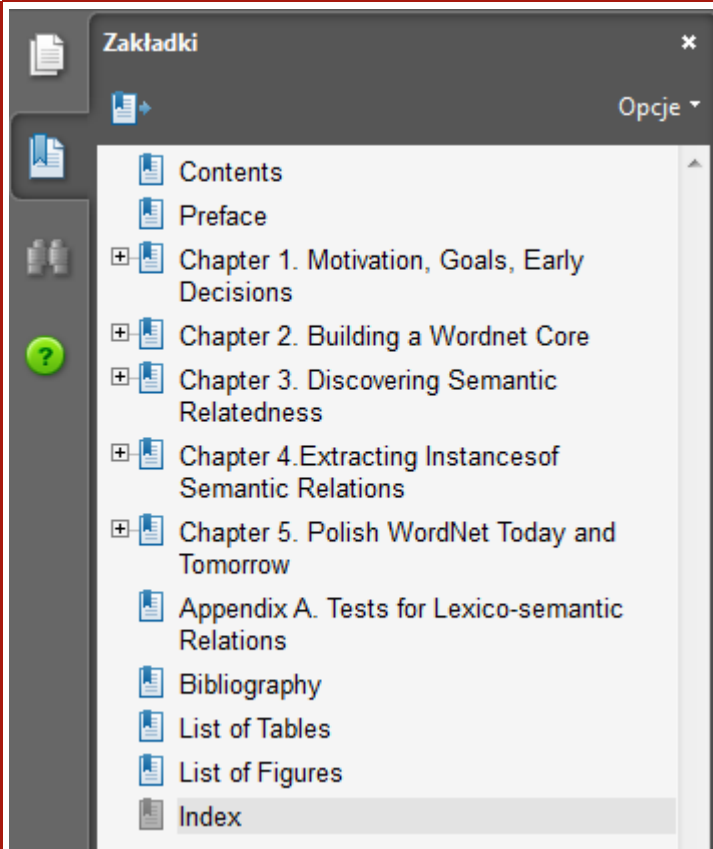 Zakładki
Opcje
Contents
Preface
Chapter 1. Motivation, Goals, Early
Decisions
Chapter 2. Building a Wordnet Core
Chapter 3. Discovering Semantic
Relatedness
Chapter 4.Extracting Instancesof
Semantic Relations
Chapter 5. Polish WordNet Today and
Tomorrow
Appendix A. Tests for Lexico-semantic
Relations
Bibliography
List of Tables
List of Figures
Index